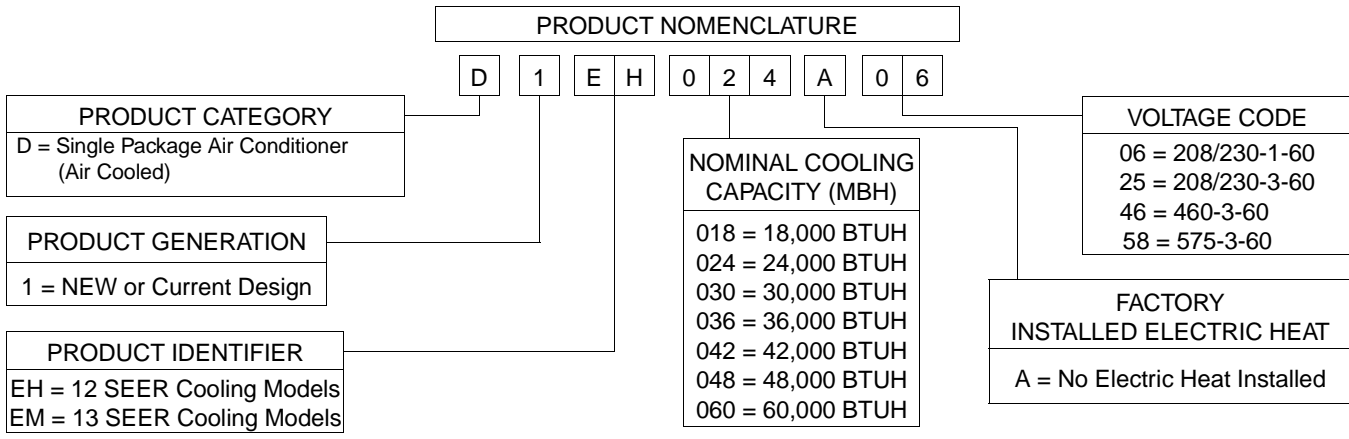 PRODUCT NOMENCLATURE
D 1 E H 0 2 4 A 0 6
PRODUCT CATEGORY
D = Single Package Air Conditioner
(Air Cooled)
PRODUCT GENERATION
1 = NEW or Current Design
PRODUCT IDENTIFIER
EH = 12 SEER Cooling Models
EM = 13 SEER Cooling Models
NOMINAL COOLING
CAPACITY (MBH)
018 = 18,000 BTUH
024 = 24,000 BTUH
030 = 30,000 BTUH
036 = 36,000 BTUH
042 = 42,000 BTUH
048 = 48,000 BTUH
060 = 60,000 BTUH
VOLTAGE CODE
06 = 208/230-1-60
25 = 208/230-3-60
46 = 460-3-60
58 = 575-3-60
FACTORY
INSTALLED ELECTRIC HEAT
A = No Electric Heat Installed